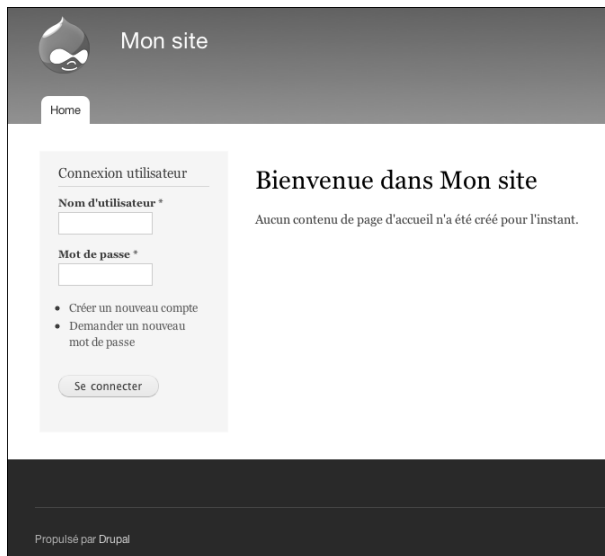 Mon site
Home
Connexion utilisateur
Nom d'utilisateur *
Mot de passe *
Créer un nouveau compte
Demander un nouveau
mot de passe
Se connecter
Bienvenue dans Mon site
Aucun contenu de page d'accueil n'a été créé pour l'instant.
Propulsé par Drupal